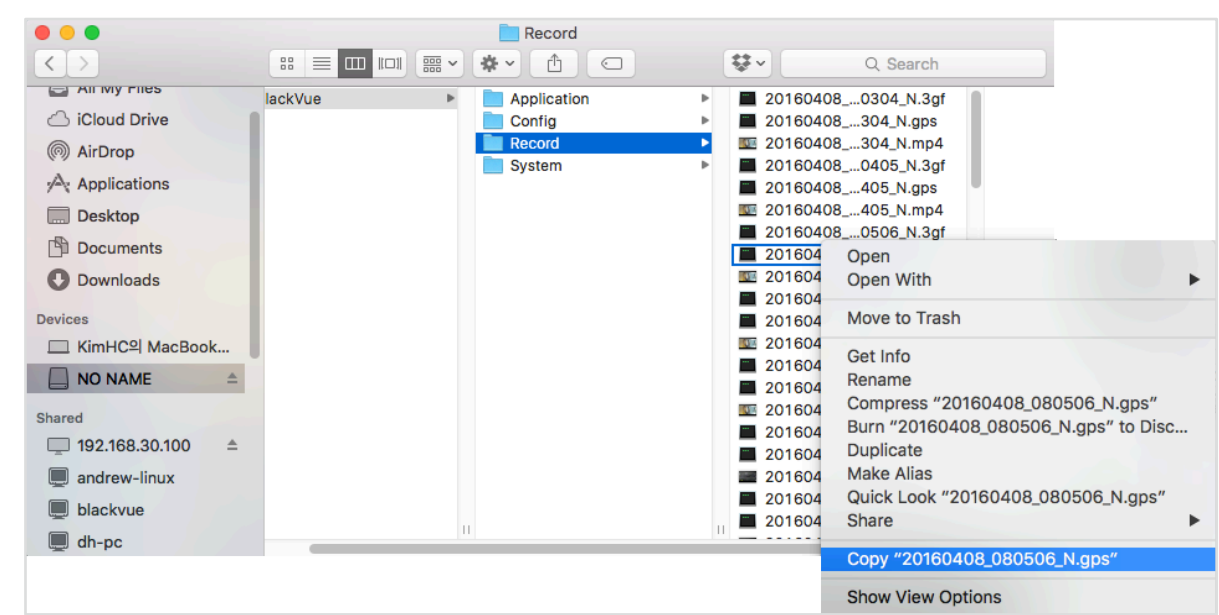 Record
Search
All My Files
iCloud Drive
AirDrop
Applications
Desktop
Documents
Downloads
Devices
KimHC의 MacBook...
NO NAME
Shared
192.168.30.100
andrew-linux
blackvue
dh-pc
lackVue
Application
Config
Record
System
20160408_...0304_N.3gf
20160408_...304_N.gps
20160408_...304_N.mp4
20160408_...0405_N.3gf
20160408_...405_N.gps
20160408_...405_N.mp4
20160408_...0506_N.3gf
201604
201604
201604
201604
201604
201604
201604
201604
201604
201604
201604
201604
201604
Open
Open With
Move to Trash
Get Info
Rename
Compress “20160408_080506_N.gps”
Burn “20160408_080506_N.gps” to Disc...
Duplicate
Make Alias
Quick Look “20160408_080506_N.gps”
Share
Copy “20160408_080506_N.gps”
Show View Options